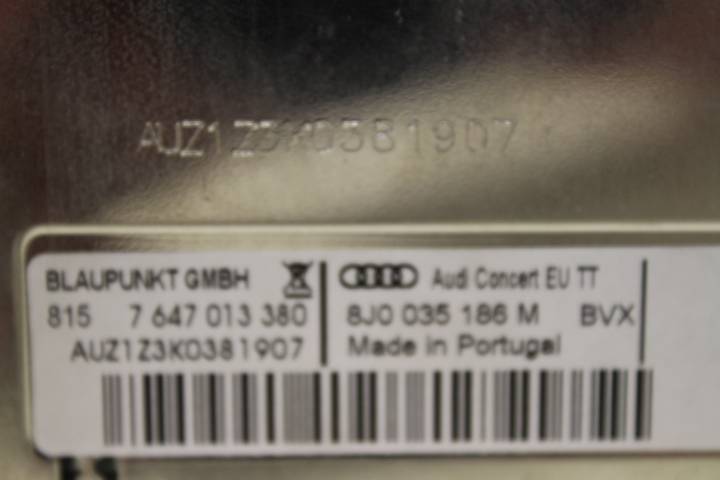 AUZ1Z3K0381907
BLAUPUNKT GMBH
815 7 647 013 380
AUZ1Z3K0381907
Audi Concert EU TT
8J0 035 186 M BVX
Made in Portugal